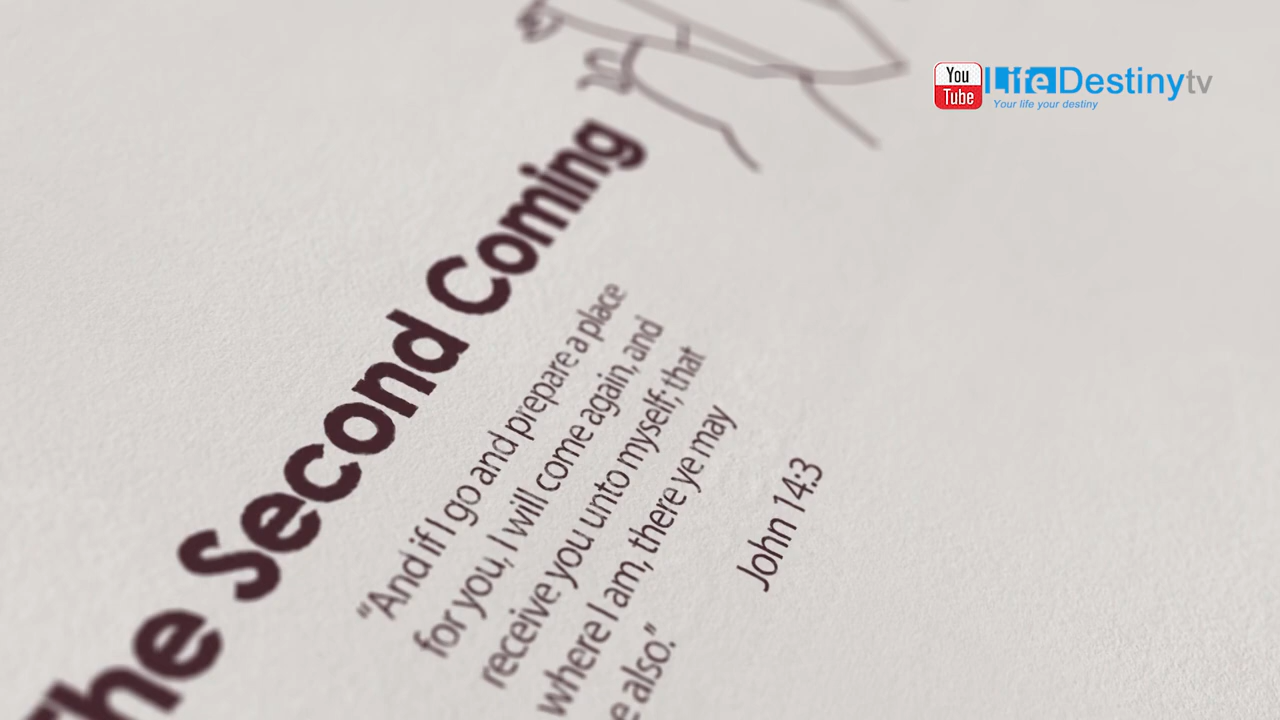 The Second Coming
“And if I go and prepare a place
for you, I will come again, and
receive you unto myself; that
where I am, there ye may
e also.”
John 14:3
You
Tube
LifeDestinytv
Your life your destiny